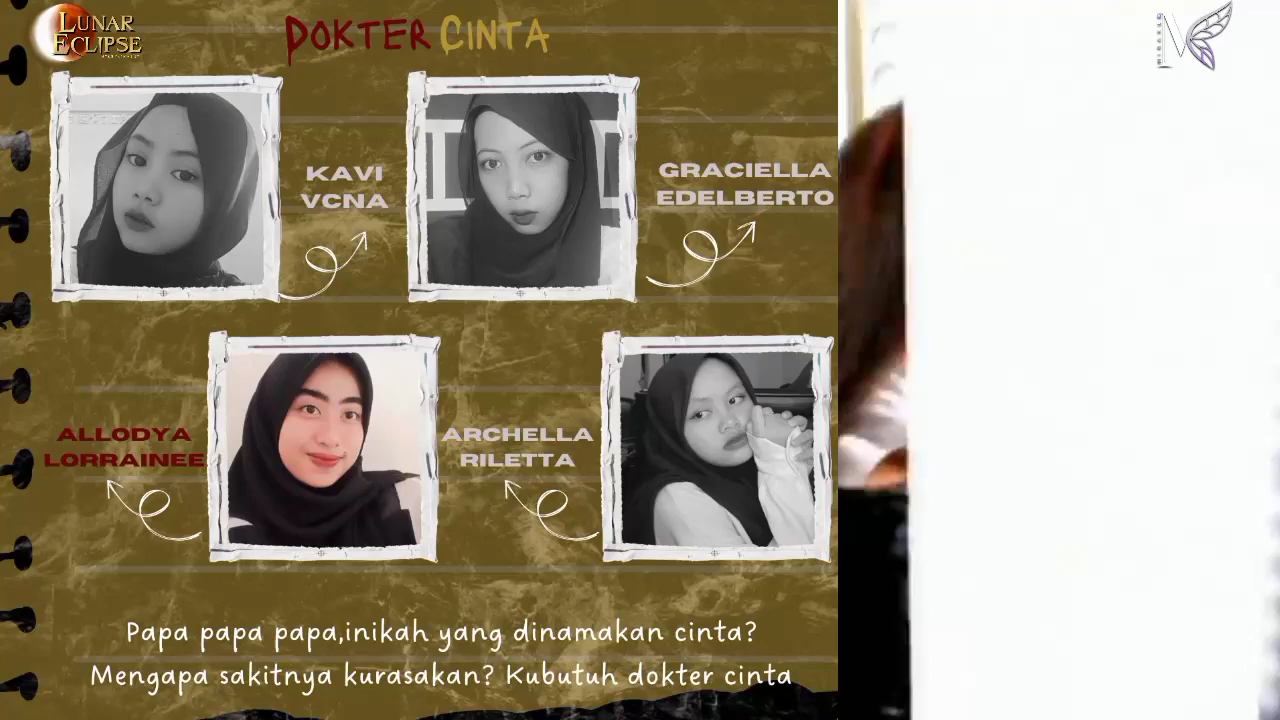 LUNAR
ECLIPSE
DOKTER CINTA
M
KAVI
VCNA
GRACIELLA
EDELBERTO
ALLODYA
LORRAINEE
ARCHELLA
RILETTA
Papa papa papa,inikah yang dinamakan cinta?
Mengapa sakitnya kurasakan? Kubutuh dokter cinta